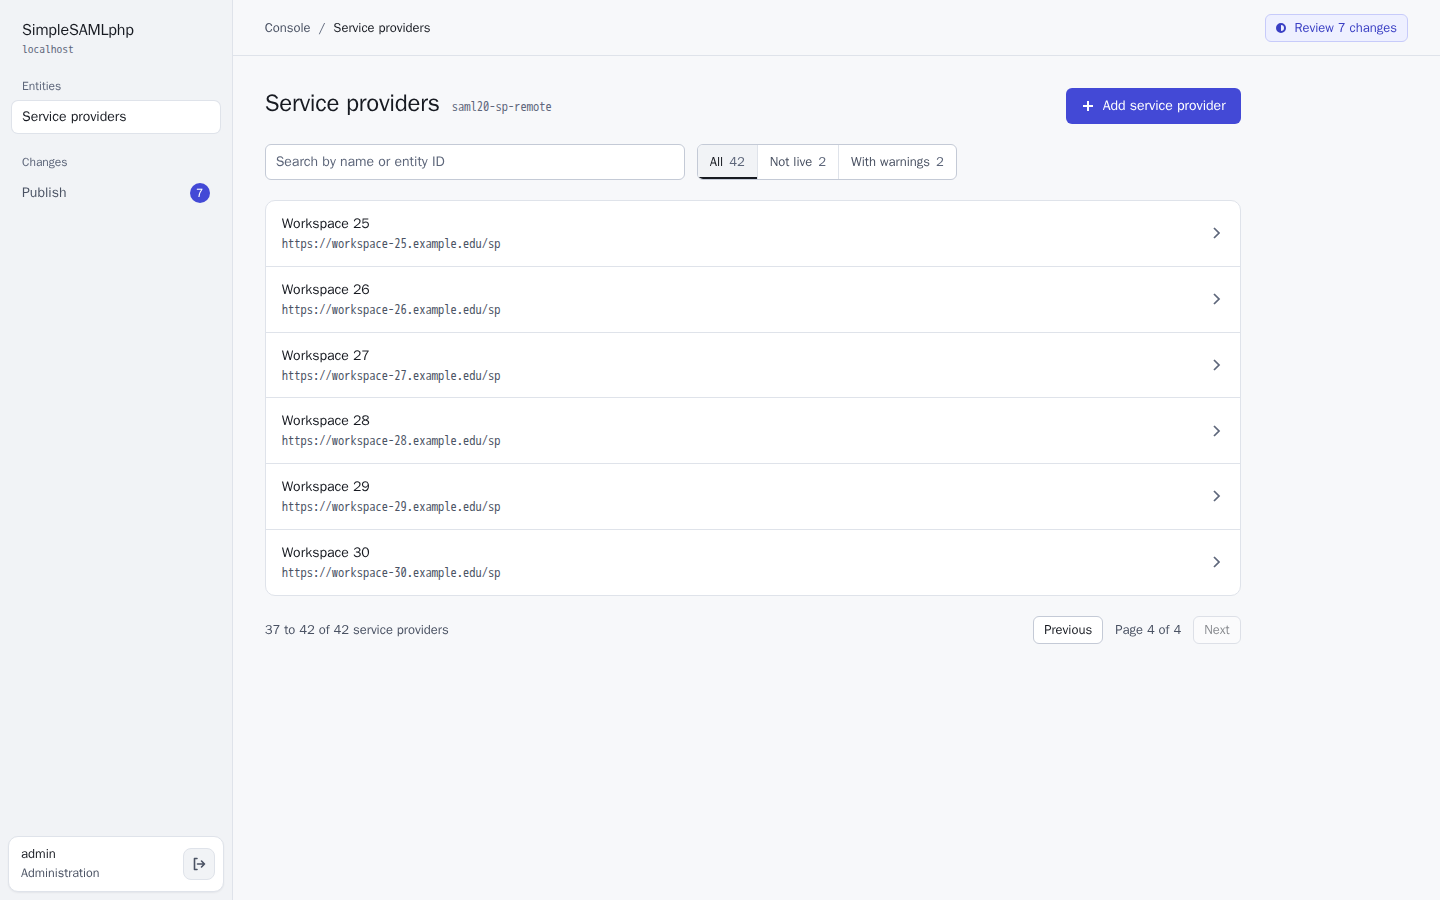 SimpleSAMLphp
localhost
Entities
Service providers
Changes
Publish 7
admin
Administration
Console / Service providers
Review 7 changes
Service providers saml20-sp-remote
Add service provider
Search by name or entity ID
All 42 Not live 2 With warnings 2
Workspace 25
https://workspace-25.example.edu/sp
Workspace 26
https://workspace-26.example.edu/sp
Workspace 27
https://workspace-27.example.edu/sp
Workspace 28
https://workspace-28.example.edu/sp
Workspace 29
https://workspace-29.example.edu/sp
Workspace 30
https://workspace-30.example.edu/sp
37 to 42 of 42 service providers
Previous Page 4 of 4 Next